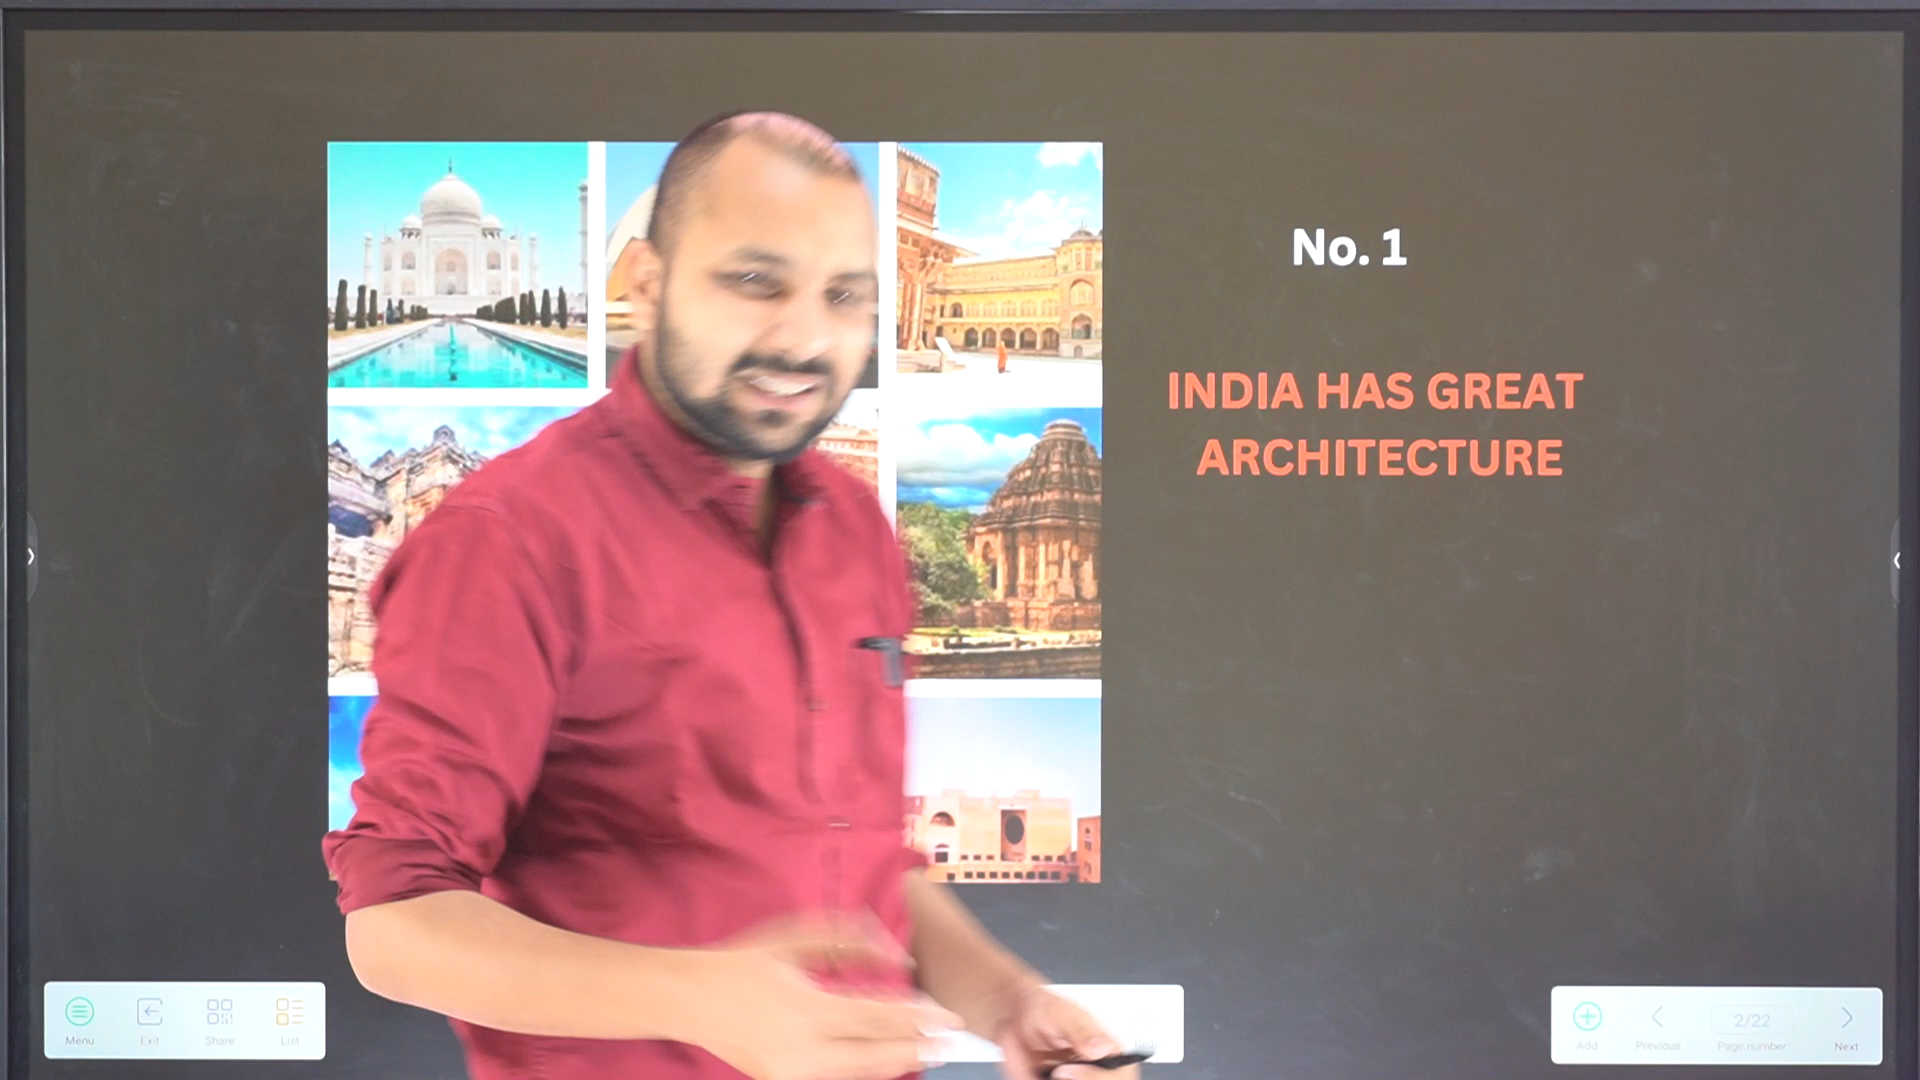 No. 1
INDIA HAS GREAT
ARCHITECTURE
Menu
Exit
Share
List
Add
Previous
2/22
Page number
Next